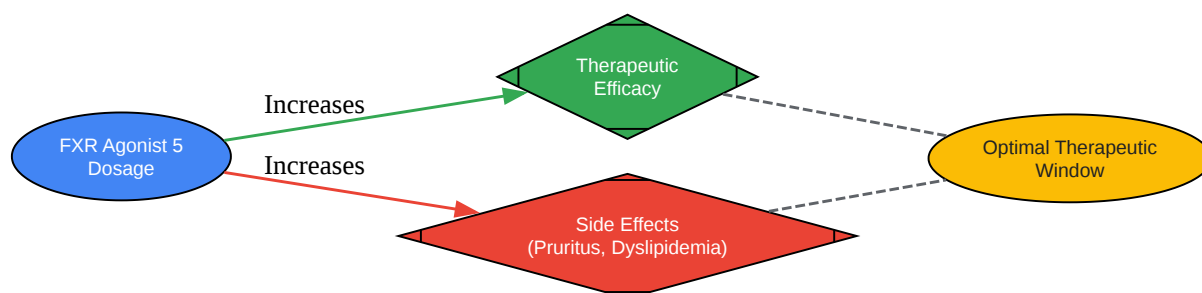 FXR Agonist 5
Dosage
Increases
Increases
Therapeutic
Efficacy
Side Effects
(Pruritus, Dyslipidemia)
Optimal Therapeutic
Window